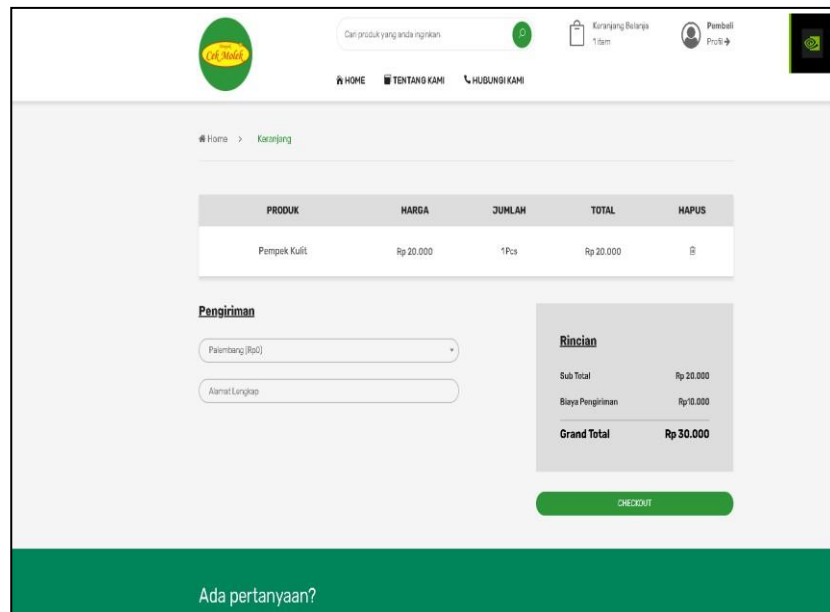 Pempek
Cek Molek
Cari produk yang anda inginkan
Keranjang Belanja
1 item
Pembeli
Profil
HOME TENTANG KAMI HUBUNGI KAMI
Home > Keranjang
PRODUK HARGA JUMLAH TOTAL HAPUS
Pempek Kulit Rp 20.000 1Pcs Rp 20.000
Pengiriman
Palembang (Rp0)
Alamat Lengkap
Rincian
Sub Total Rp 20.000
Biaya Pengiriman Rp10.000
Grand Total Rp 30.000
CHECKOUT
Ada pertanyaan?